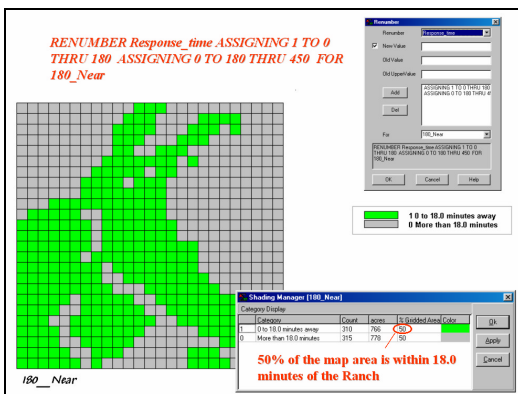 RENUMBER Response_time ASSIGNING 1 TO 0
THRU 180 ASSIGNING 0 TO 180 THRU 450 FOR
180_Near
Renumber
Renumber
Response_time
New Value
Old Value
Old UpperValue
Add
Del
ASSIGNING 1 TO 0 THRU 180
ASSIGNING 0 TO 180 THRU 4
For
180_Near
RENUMBER Response_time ASSIGNING 1 TO 0
THRU 180 ASSIGNING 0 TO 180 THRU 450 FOR
180_Near
OK Cancel Help
1 0 to 18.0 minutes away
0 More than 18.0 minutes
Shading Manager [180_Near]
Category Display
Category Count acres % Gridded Area Color
1 0 to 18.0 minutes away 310 766 50
0 More than 18.0 minutes 315 778 50
Ok
Apply
Cancel
50% of the map area is within 18.0
minutes of the Ranch
180__Near